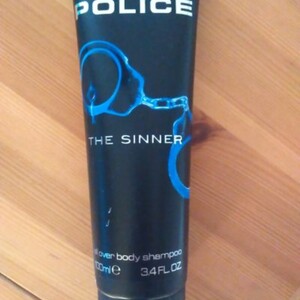 POLICE
THE SINNER
all over body shampoo
100ml ℮ 3.4 FL.OZ.